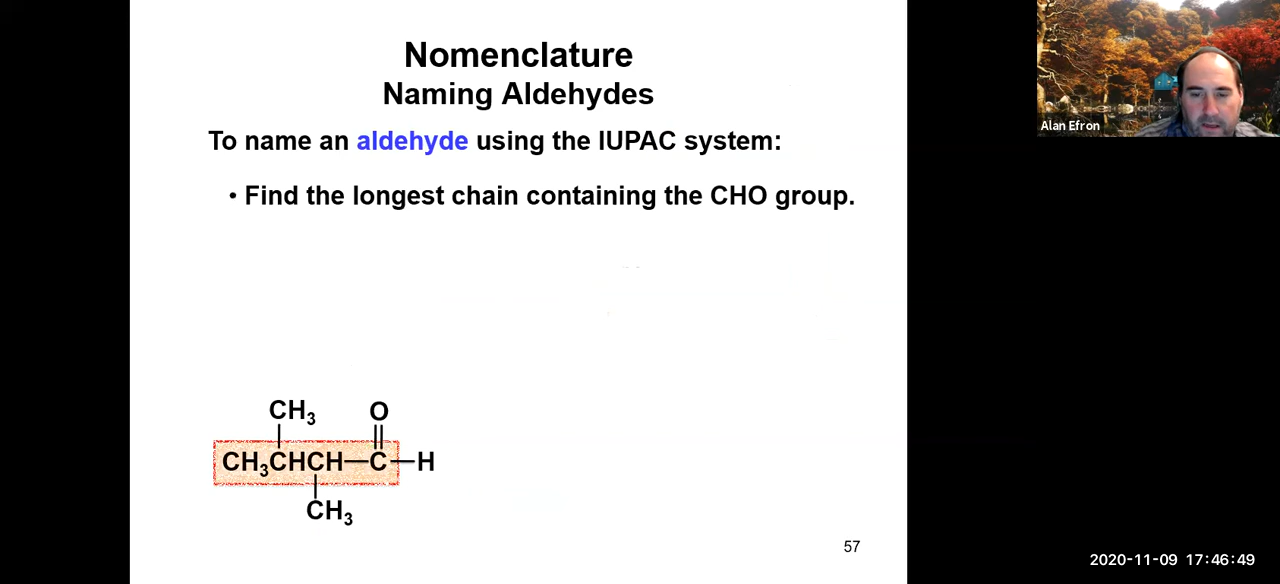 Nomenclature
Naming Aldehydes
To name an aldehyde using the IUPAC system:
• Find the longest chain containing the CHO group.
CH₃ O
CH₃CHCH—C—H
CH₃
57
Alan Efron
2020-11-09 17:46:49